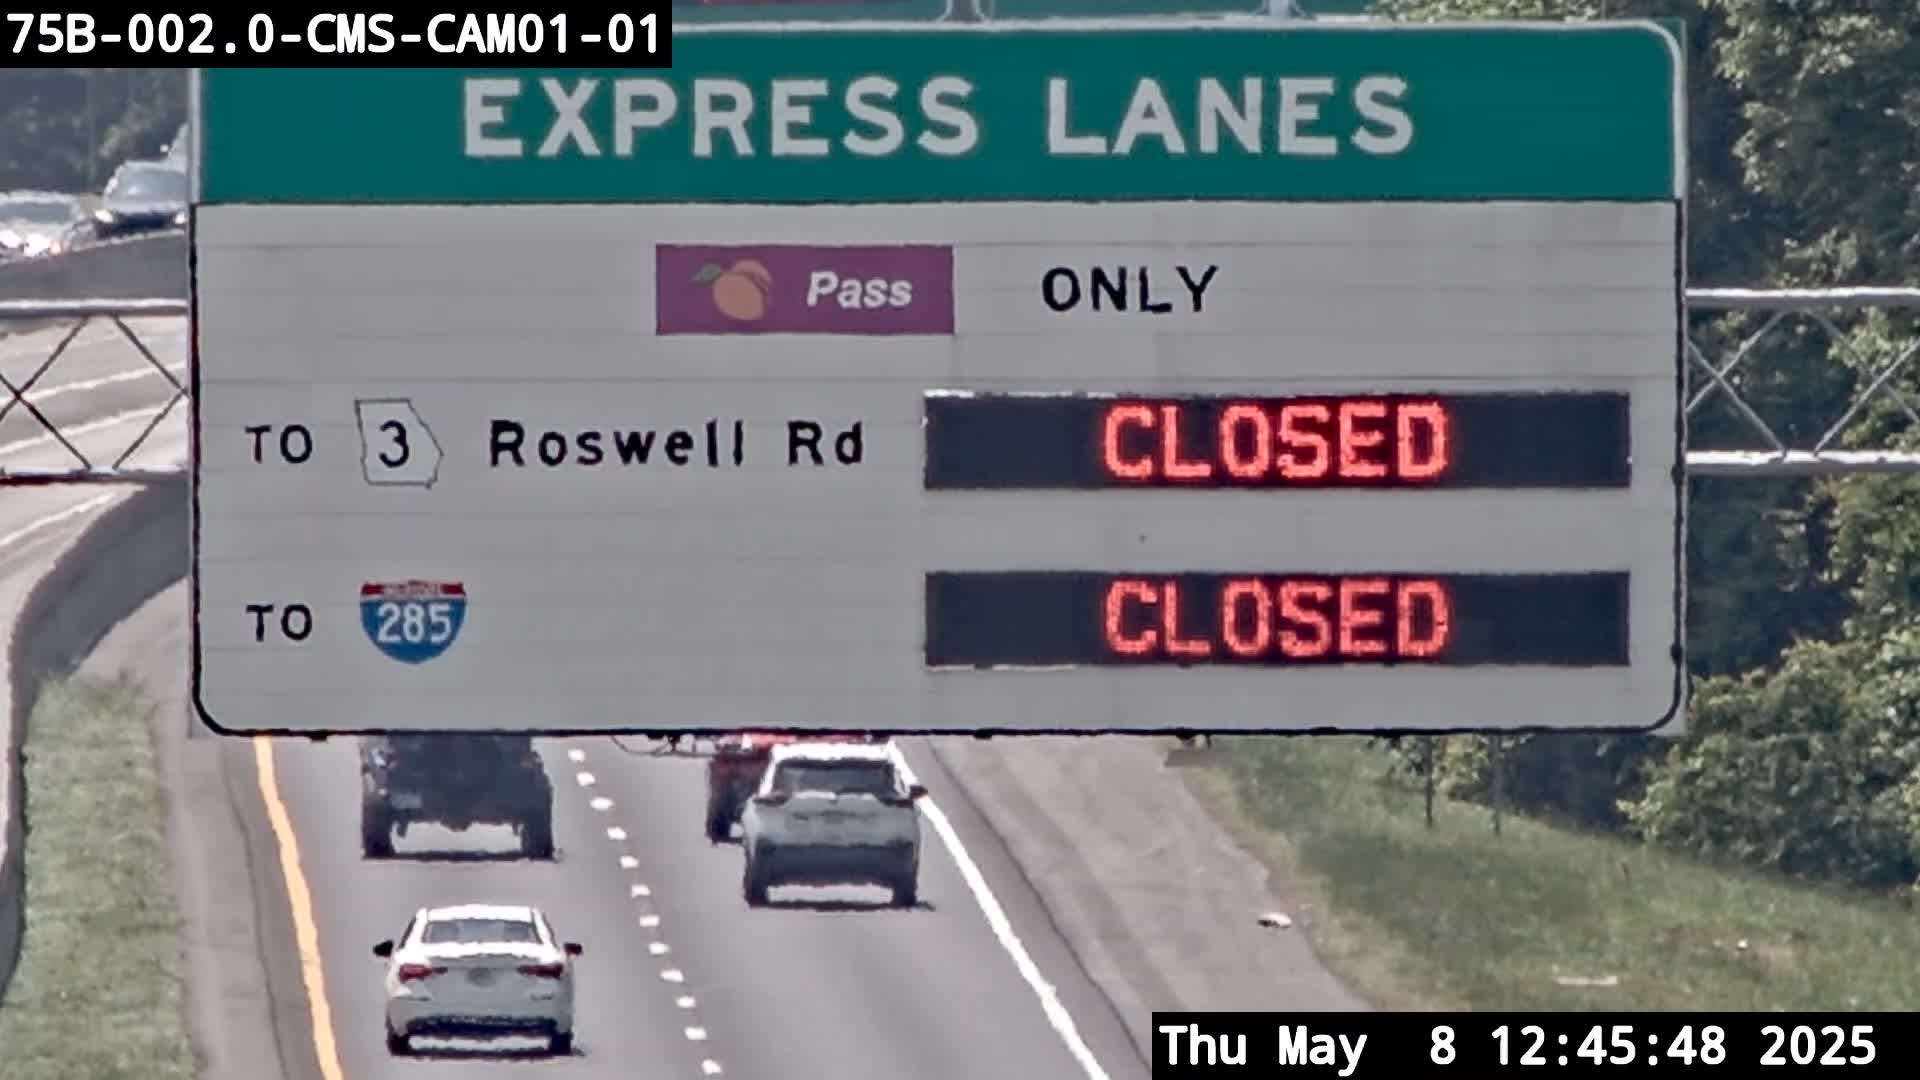 75B-002.0-CMS-CAM01-01
EXPRESS LANES
Pass ONLY
TO 3 Roswell Rd CLOSED
TO 285 CLOSED
Thu May 8 12:45:48 2025